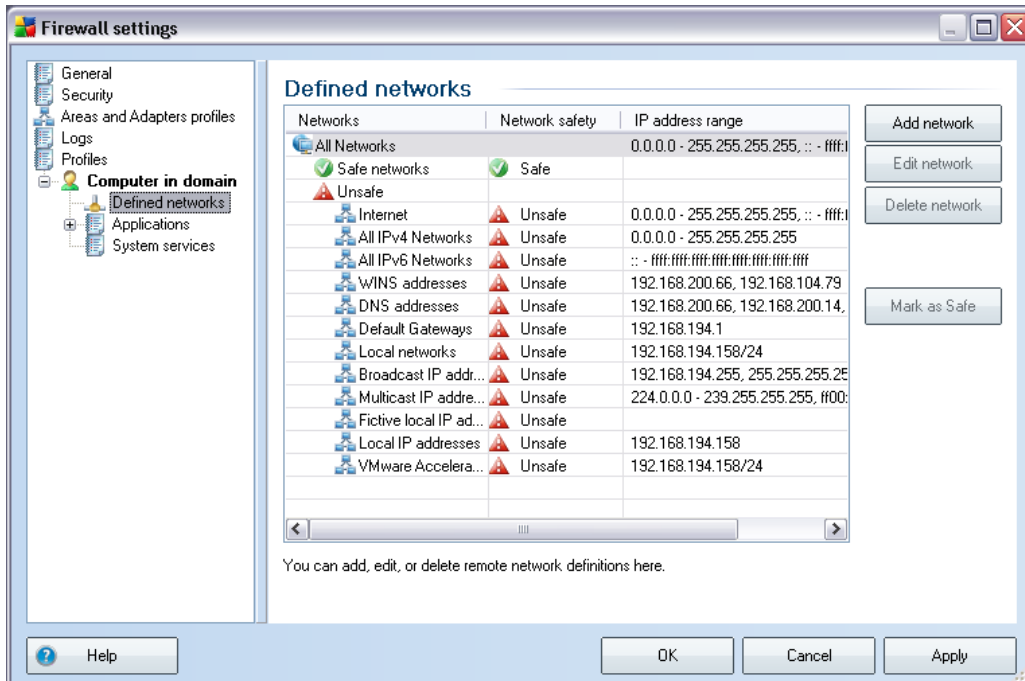 Firewall settings
General
Security
Areas and Adapters profiles
Logs
Profiles
Computer in domain
Defined networks
Applications
System services
Defined networks
Networks Network safety IP address range
All Networks 0.0.0.0 - 255.255.255.255, :: - ffff:
Safe networks Safe
Unsafe
Internet Unsafe 0.0.0.0 - 255.255.255.255, :: - ffff:
All IPv4 Networks Unsafe 0.0.0.0 - 255.255.255.255
All IPv6 Networks Unsafe :: - ffff:ffff:ffff:ffff:ffff:ffff:ffff:ffff
WINS addresses Unsafe 192.168.200.66, 192.168.104.79
DNS addresses Unsafe 192.168.200.66, 192.168.200.14,
Default Gateways Unsafe 192.168.194.1
Local networks Unsafe 192.168.194.158/24
Broadcast IP addr... Unsafe 192.168.194.255, 255.255.255.25
Multicast IP addre... Unsafe 224.0.0.0 - 239.255.255.255, ff00:
Fictive local IP ad... Unsafe
Local IP addresses Unsafe 192.168.194.158
VMware Accelera... Unsafe 192.168.194.158/24
Add network
Edit network
Delete network
Mark as Safe
You can add, edit, or delete remote network definitions here.
Help OK Cancel Apply